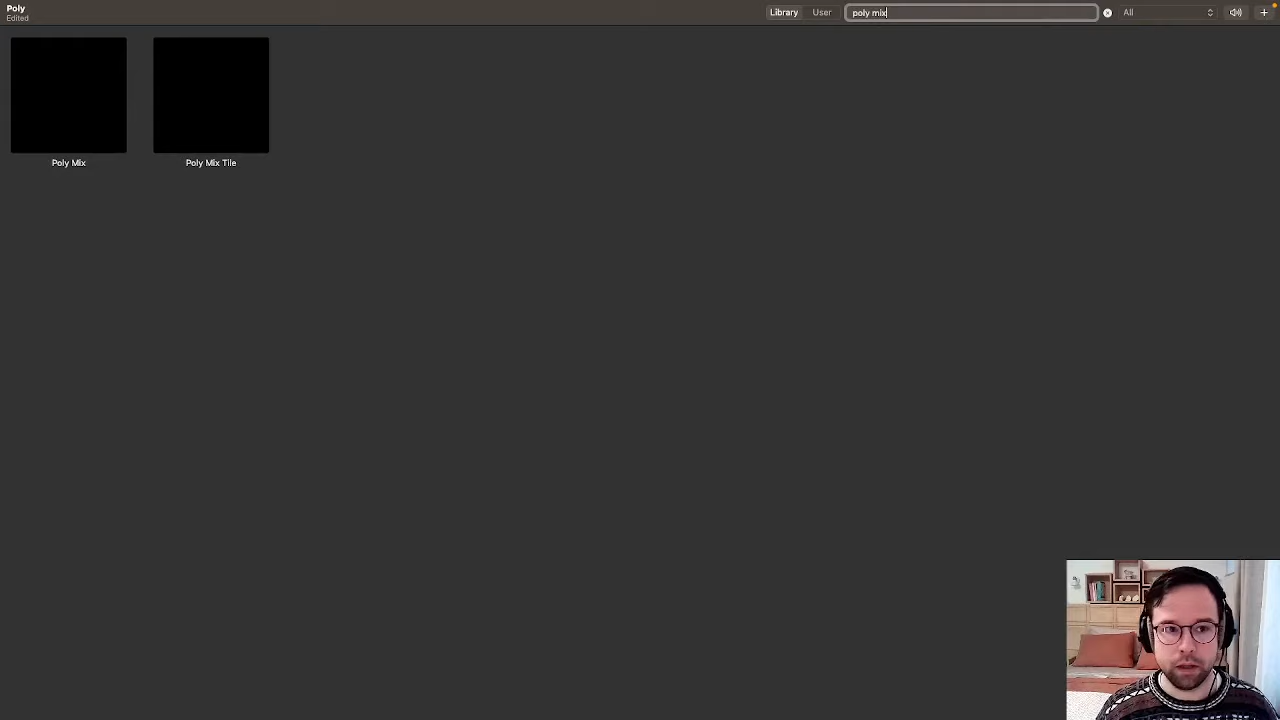 Poly
Edited
Library
User
poly mix
All
Poly Mix
Poly Mix Tile